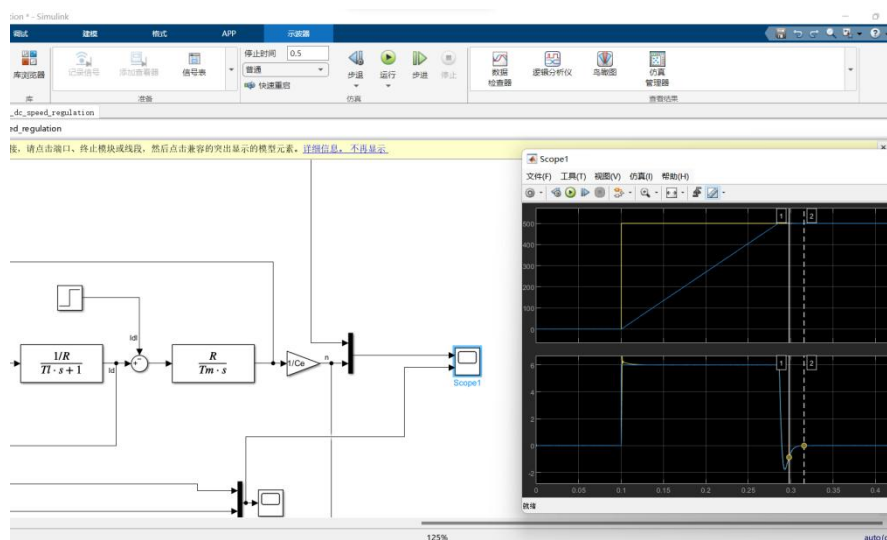 tion * - Simulink
调试 建模 格式 APP 示波器
库浏览器
记录信号 添加查看器 信号表
停止时间 0.5
普通
快速重启
步退 运行 步进 停止
数据检查器 逻辑分析仪 鸟瞰图 仿真管理器
库 准备 仿真 查看结果
_dc_speed_regulation
ed_regulation
接，请点击端口、终止模块或线段，然后点击兼容的突出显示的模型元素。详细信息。 不再显示
Scope1
文件(F) 工具(T) 视图(V) 仿真(I) 帮助(H)
1 2
500
400
300
200
100
0
Idl
1/R
Tl · s + 1
Id
R
Tm · s
1/Ce
n
Scope1
1 2
6
4
2
0
-2
0 0.05 0.1 0.15 0.2 0.25 0.3 0.35 0.4
就绪
125%
auto(